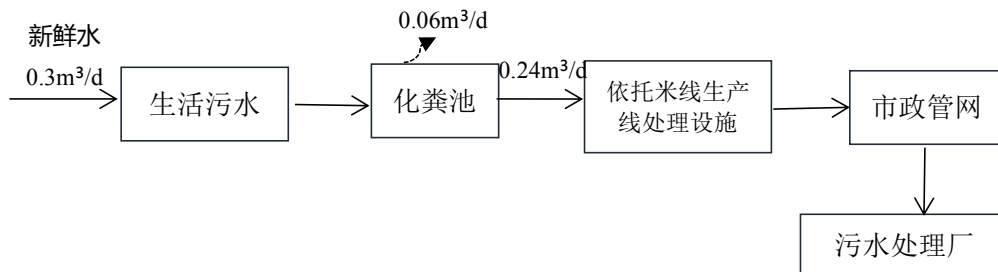 0.06m³/d
新鲜水
0.3m³/d
0.24m³/d
生活污水
化粪池
依托米线生产
线处理设施
市政管网
污水处理厂